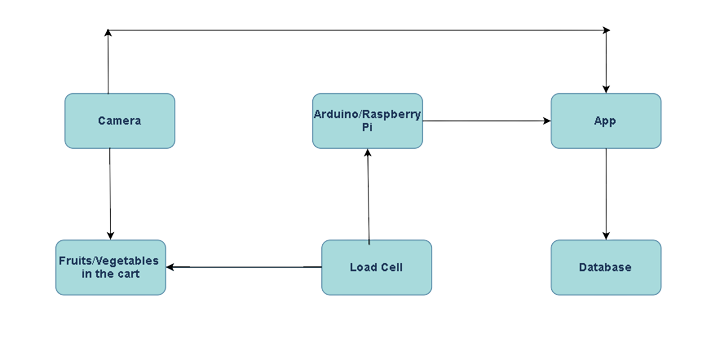 Camera
Arduino/Raspberry
Pi
App
Fruits/Vegetables
in the cart
Load Cell
Database